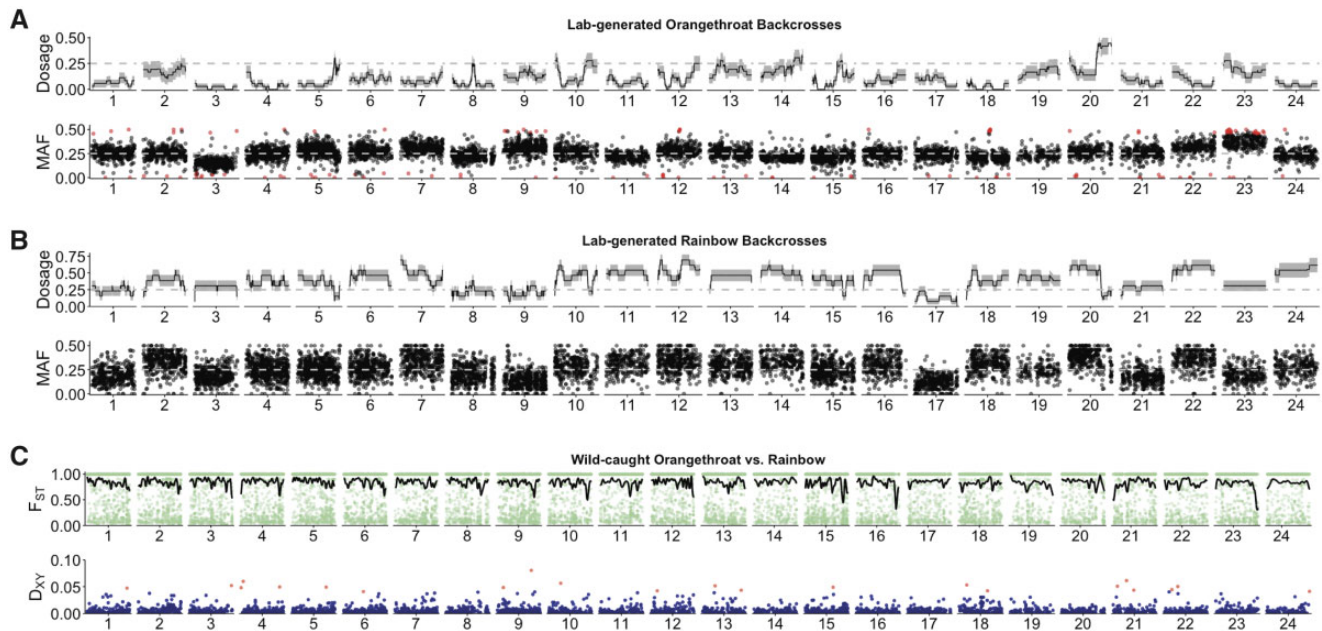 A
Lab-generated Orangethroat Backcrosses
Dosage
0.50
0.25
0.00
1 2 3 4 5 6 7 8 9 10 11 12 13 14 15 16 17 18 19 20 21 22 23 24
MAF
0.50
0.25
0.00
1 2 3 4 5 6 7 8 9 10 11 12 13 14 15 16 17 18 19 20 21 22 23 24
B
Lab-generated Rainbow Backcrosses
Dosage
0.75
0.50
0.25
0.00
1 2 3 4 5 6 7 8 9 10 11 12 13 14 15 16 17 18 19 20 21 22 23 24
MAF
0.50
0.25
0.00
1 2 3 4 5 6 7 8 9 10 11 12 13 14 15 16 17 18 19 20 21 22 23 24
C
Wild-caught Orangethroat vs. Rainbow
FST
1.00
0.50
0.00
1 2 3 4 5 6 7 8 9 10 11 12 13 14 15 16 17 18 19 20 21 22 23 24
DXY
0.10
0.05
0.00
1 2 3 4 5 6 7 8 9 10 11 12 13 14 15 16 17 18 19 20 21 22 23 24